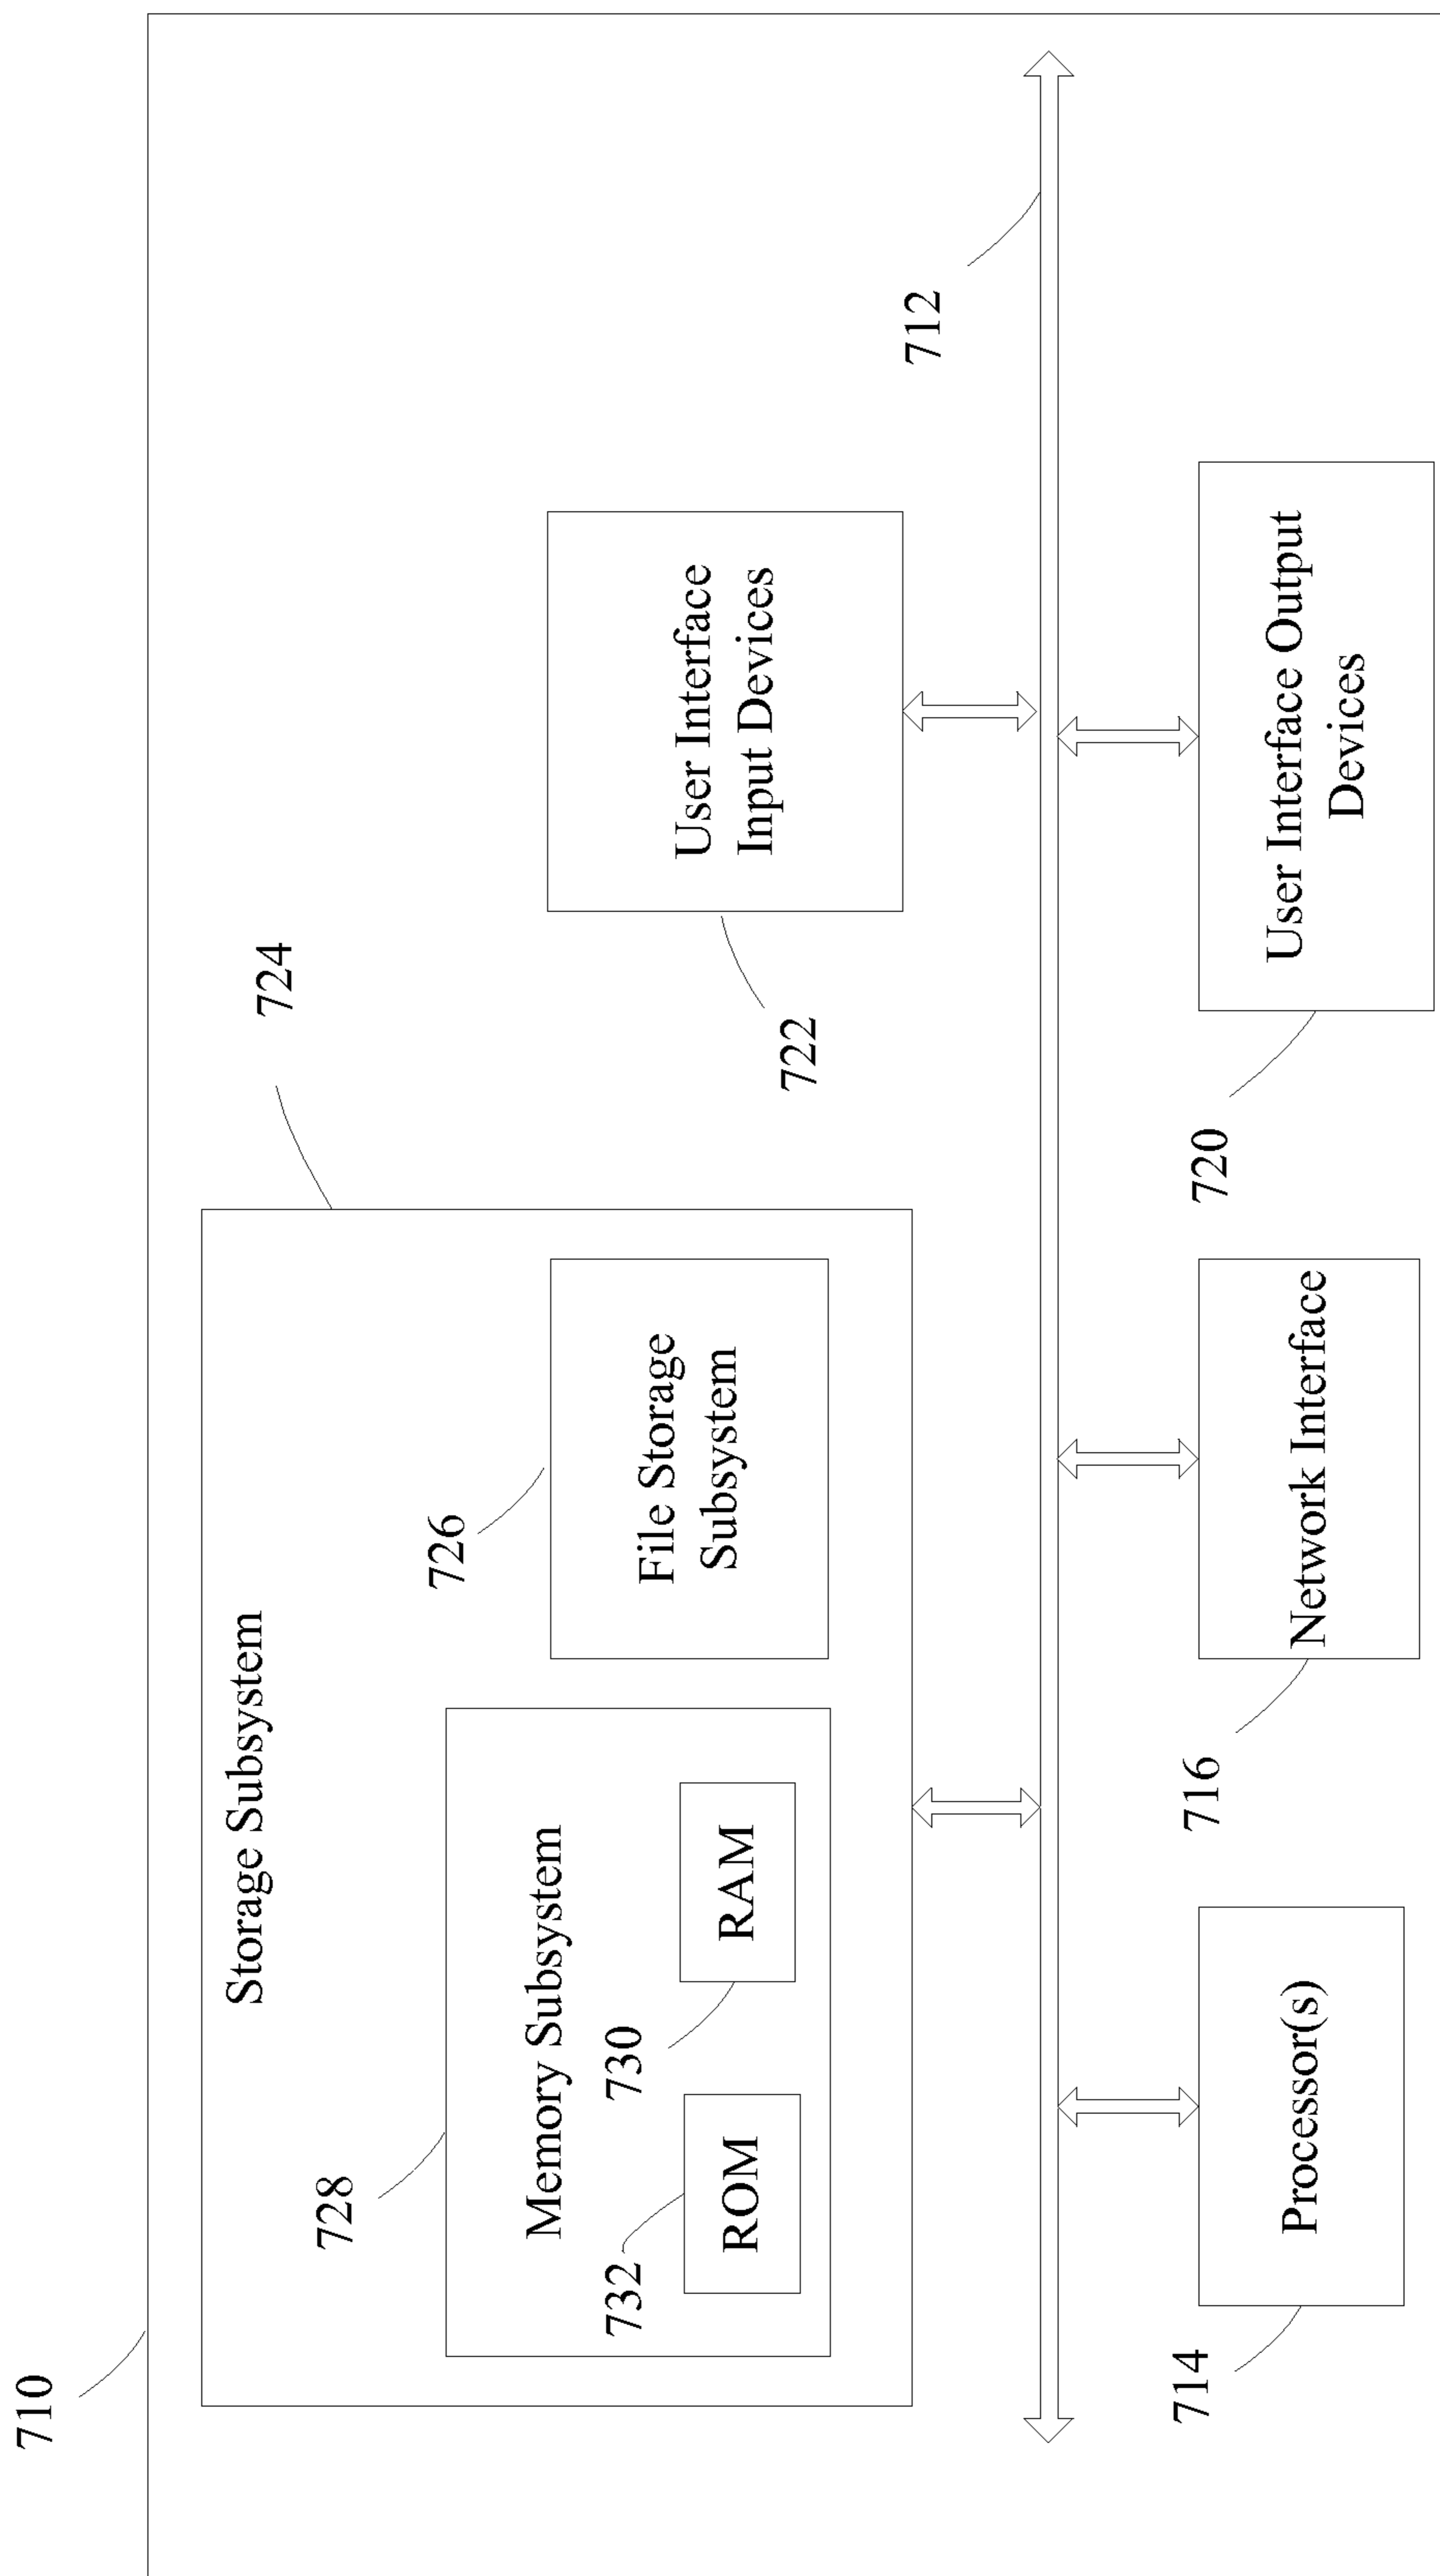 710
724
Storage Subsystem
728
726
Memory Subsystem
732
730
ROM
RAM
File Storage
Subsystem
User Interface
Input Devices
722
712
714
Processor(s)
716
Network Interface
720
User Interface Output
Devices